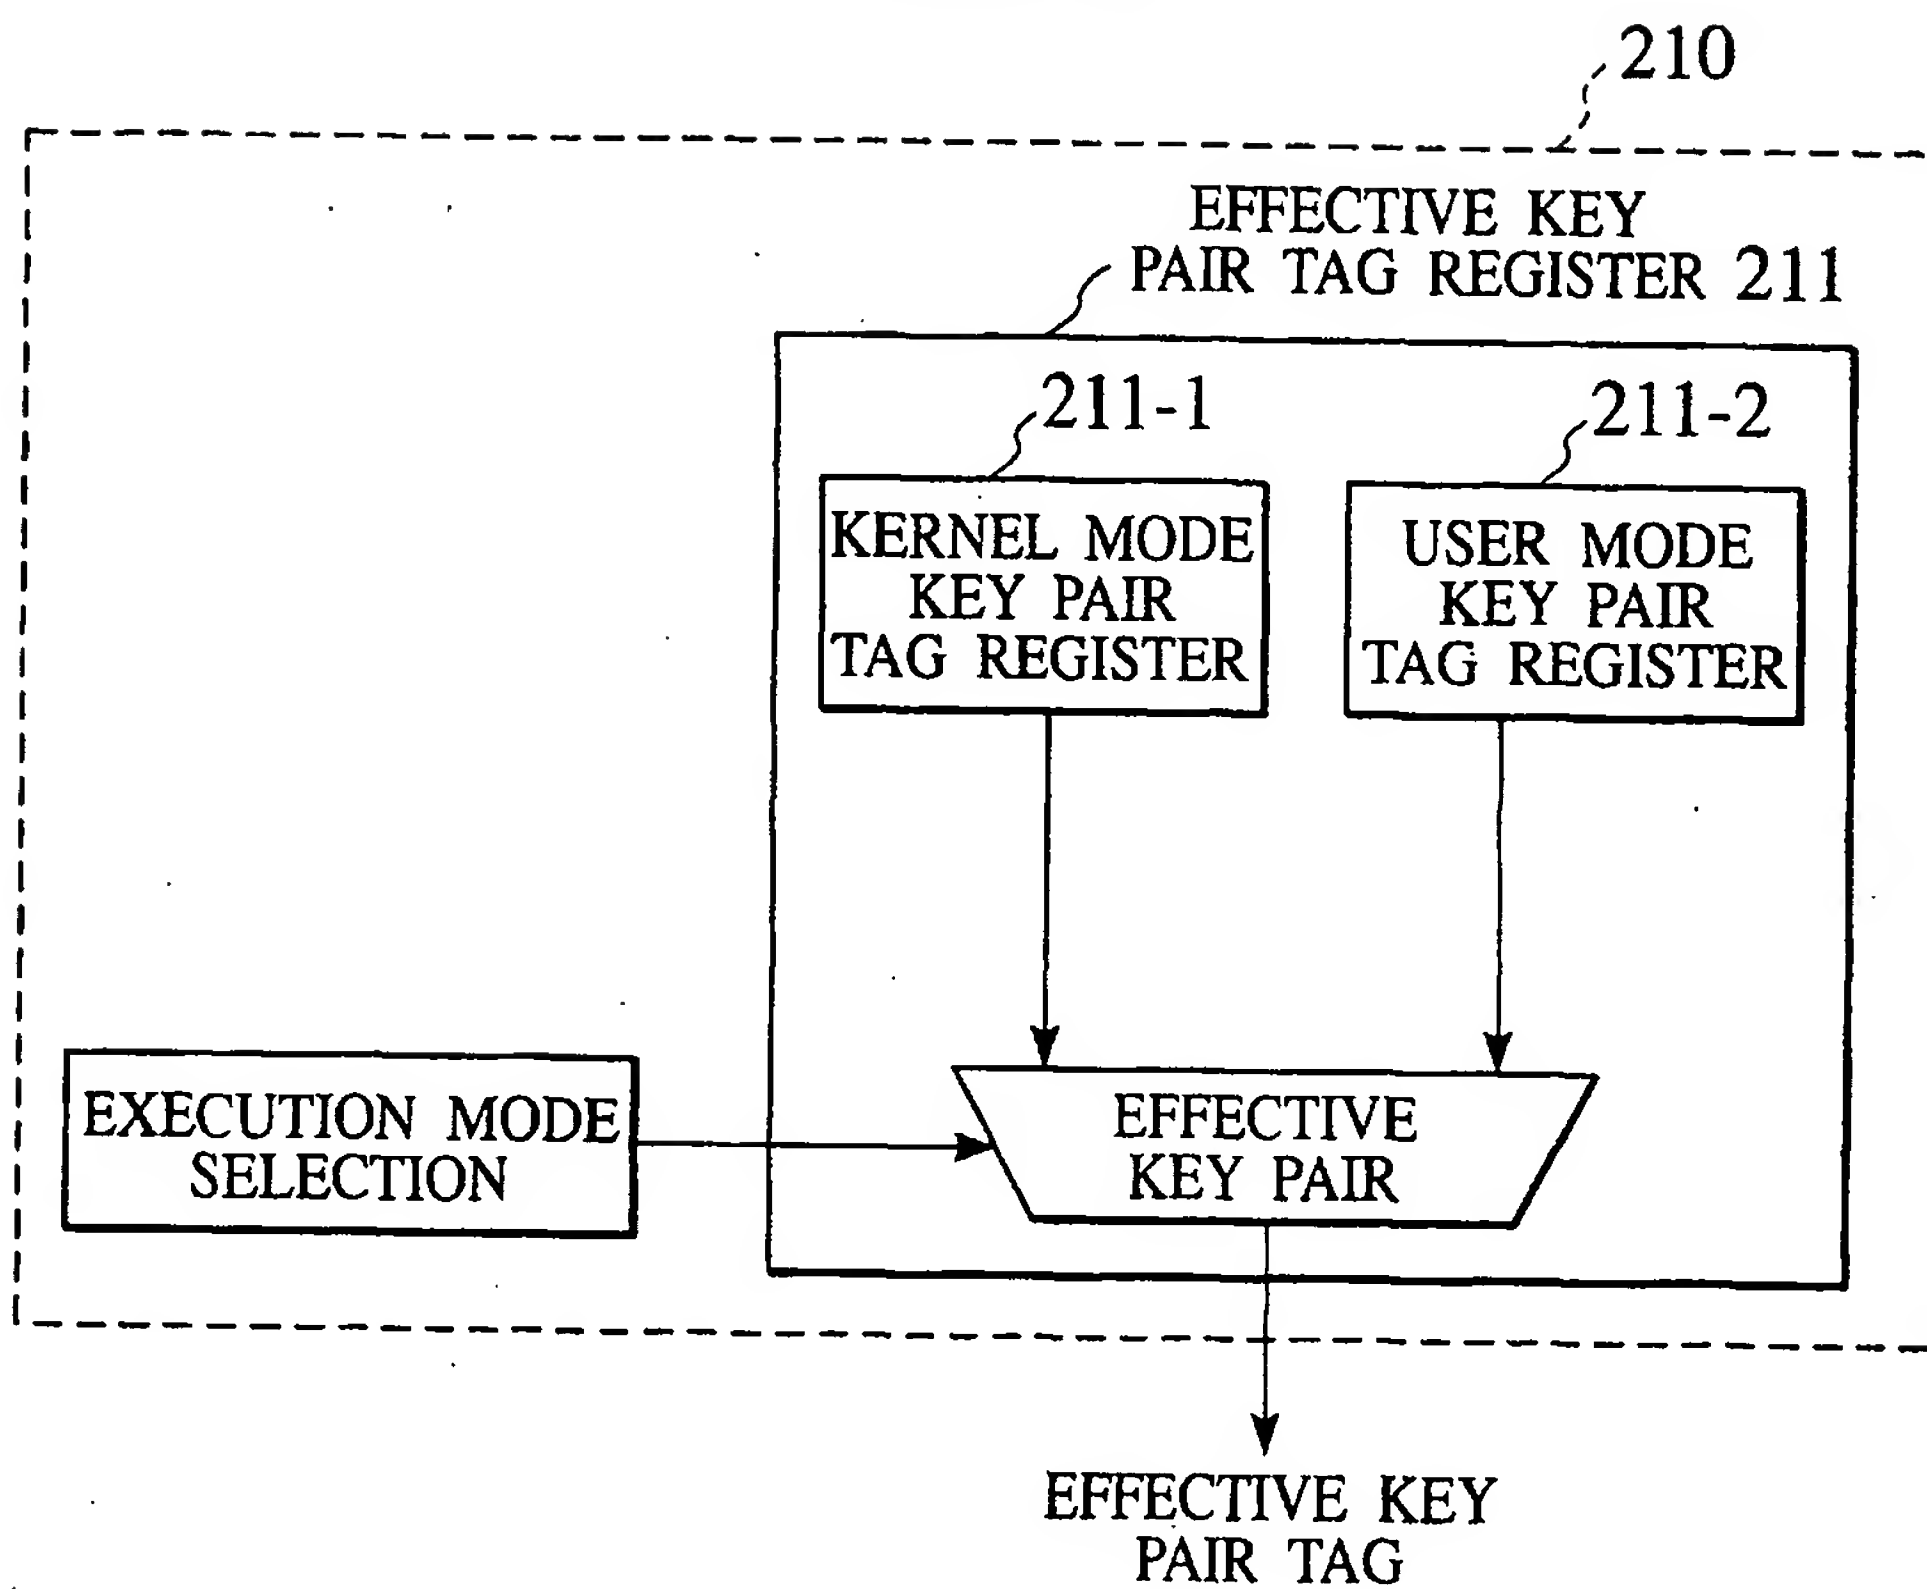 210
EFFECTIVE KEY
PAIR TAG REGISTER 211
211-1
211-2
KERNEL MODE
KEY PAIR
TAG REGISTER
USER MODE
KEY PAIR
TAG REGISTER
EXECUTION MODE
SELECTION
EFFECTIVE
KEY PAIR
EFFECTIVE KEY
PAIR TAG